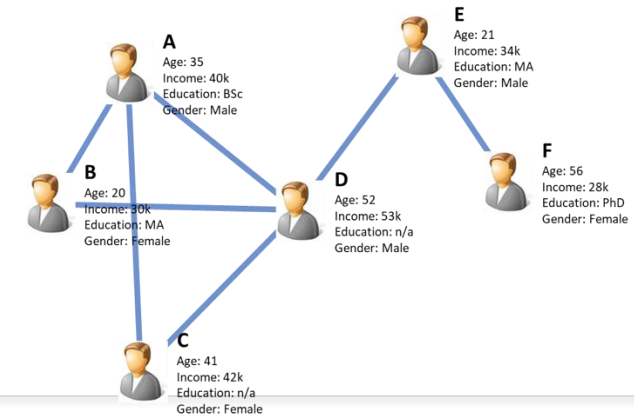 A
Age: 35
Income: 40k
Education: BSc
Gender: Male
E
Age: 21
Income: 34k
Education: MA
Gender: Male
B
Age: 20
Income: 30k
Education: MA
Gender: Female
D
Age: 52
Income: 53k
Education: n/a
Gender: Male
F
Age: 56
Income: 28k
Education: PhD
Gender: Female
C
Age: 41
Income: 42k
Education: n/a
Gender: Female